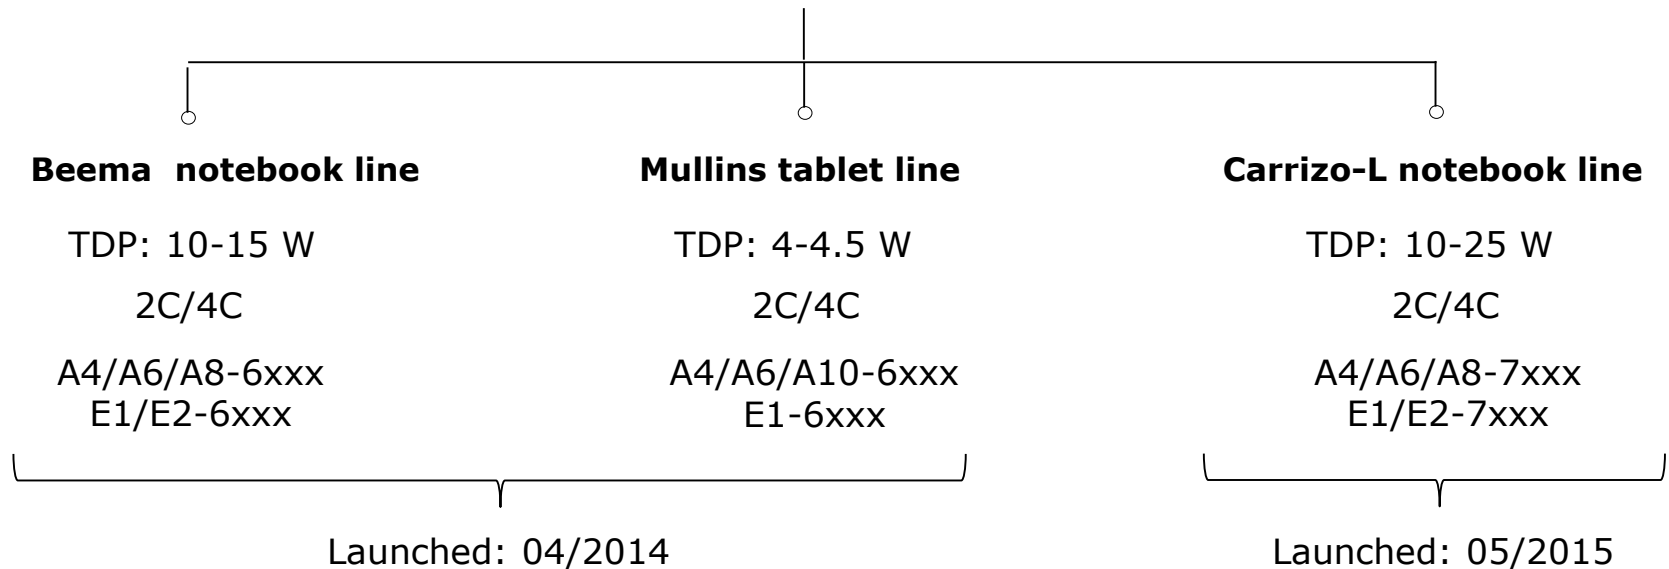 Beema notebook line
TDP: 10-15 W
2C/4C
A4/A6/A8-6xxx
E1/E2-6xxx
Mullins tablet line
TDP: 4-4.5 W
2C/4C
A4/A6/A10-6xxx
E1-6xxx
Launched: 04/2014
Carrizo-L notebook line
TDP: 10-25 W
2C/4C
A4/A6/A8-7xxx
E1/E2-7xxx
Launched: 05/2015